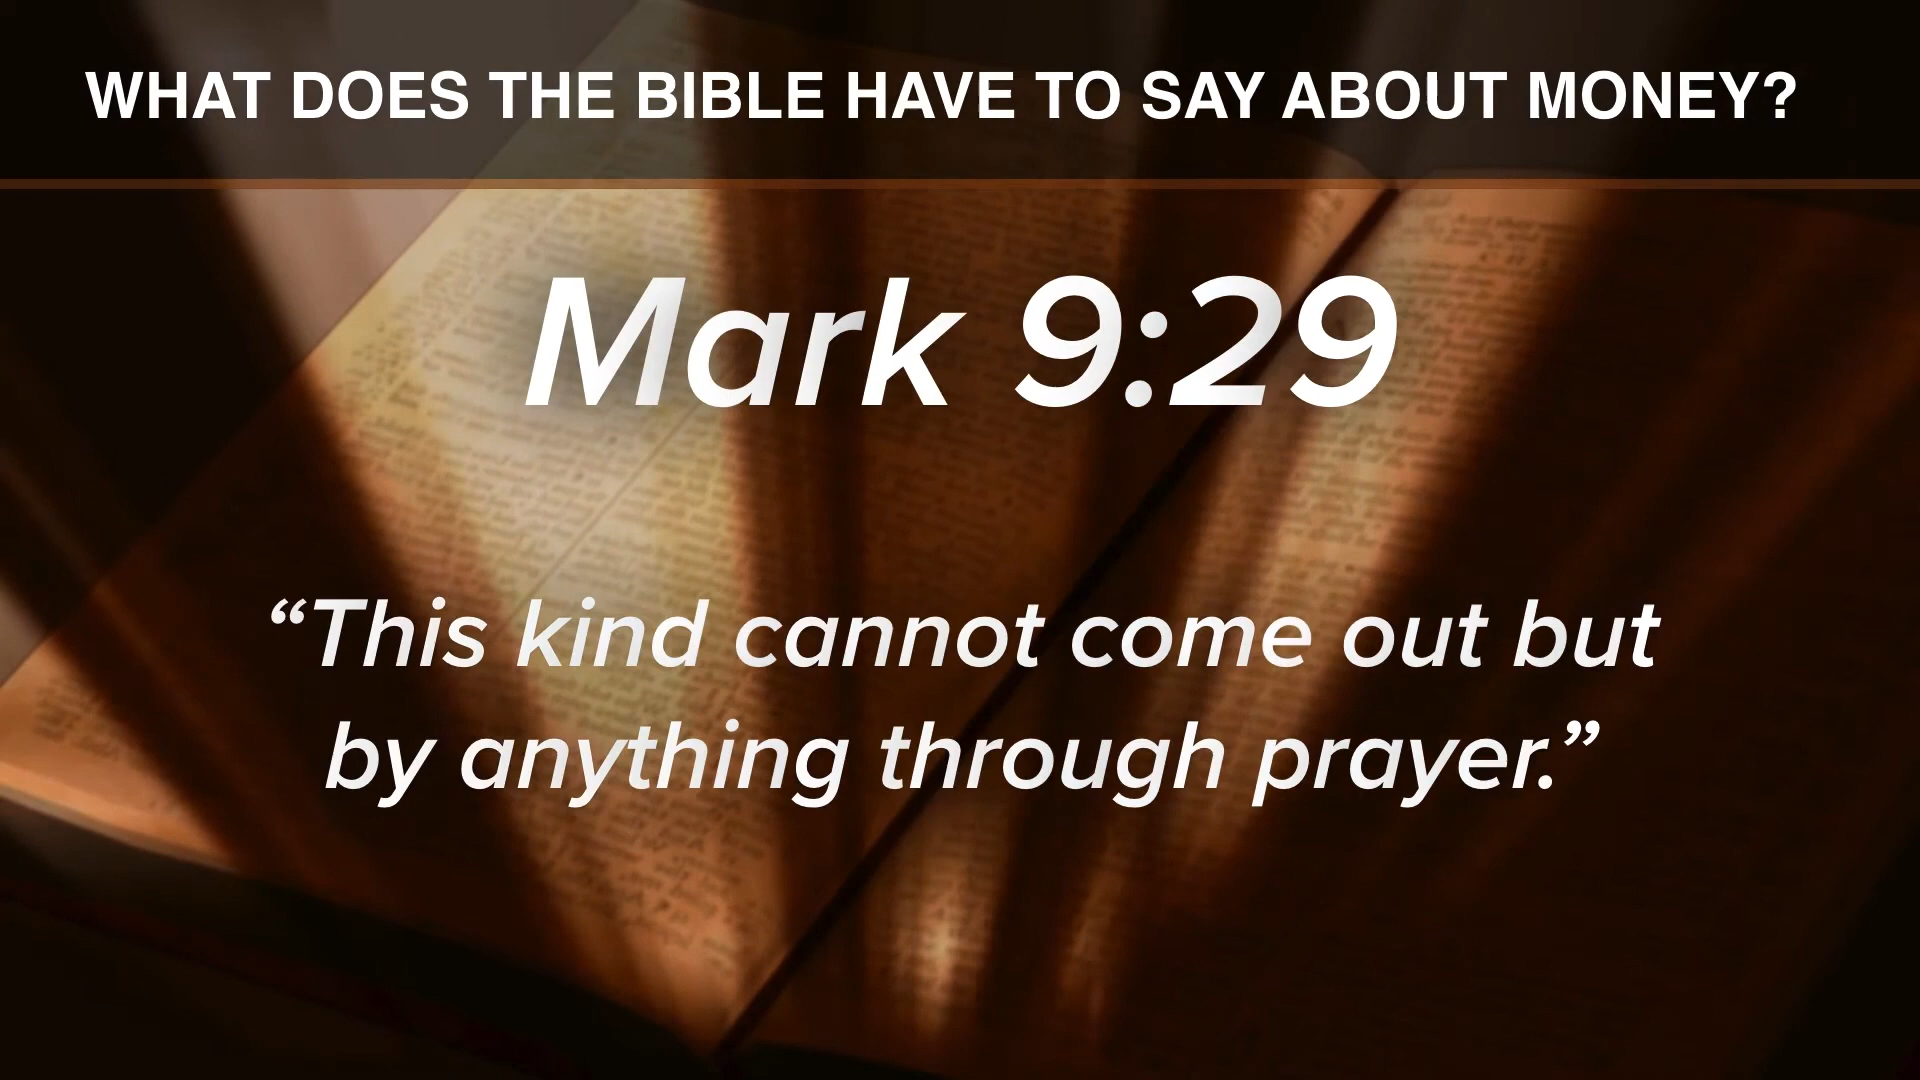 WHAT DOES THE BIBLE HAVE TO SAY ABOUT MONEY?
Mark 9:29
“This kind cannot come out but
by anything through prayer.”